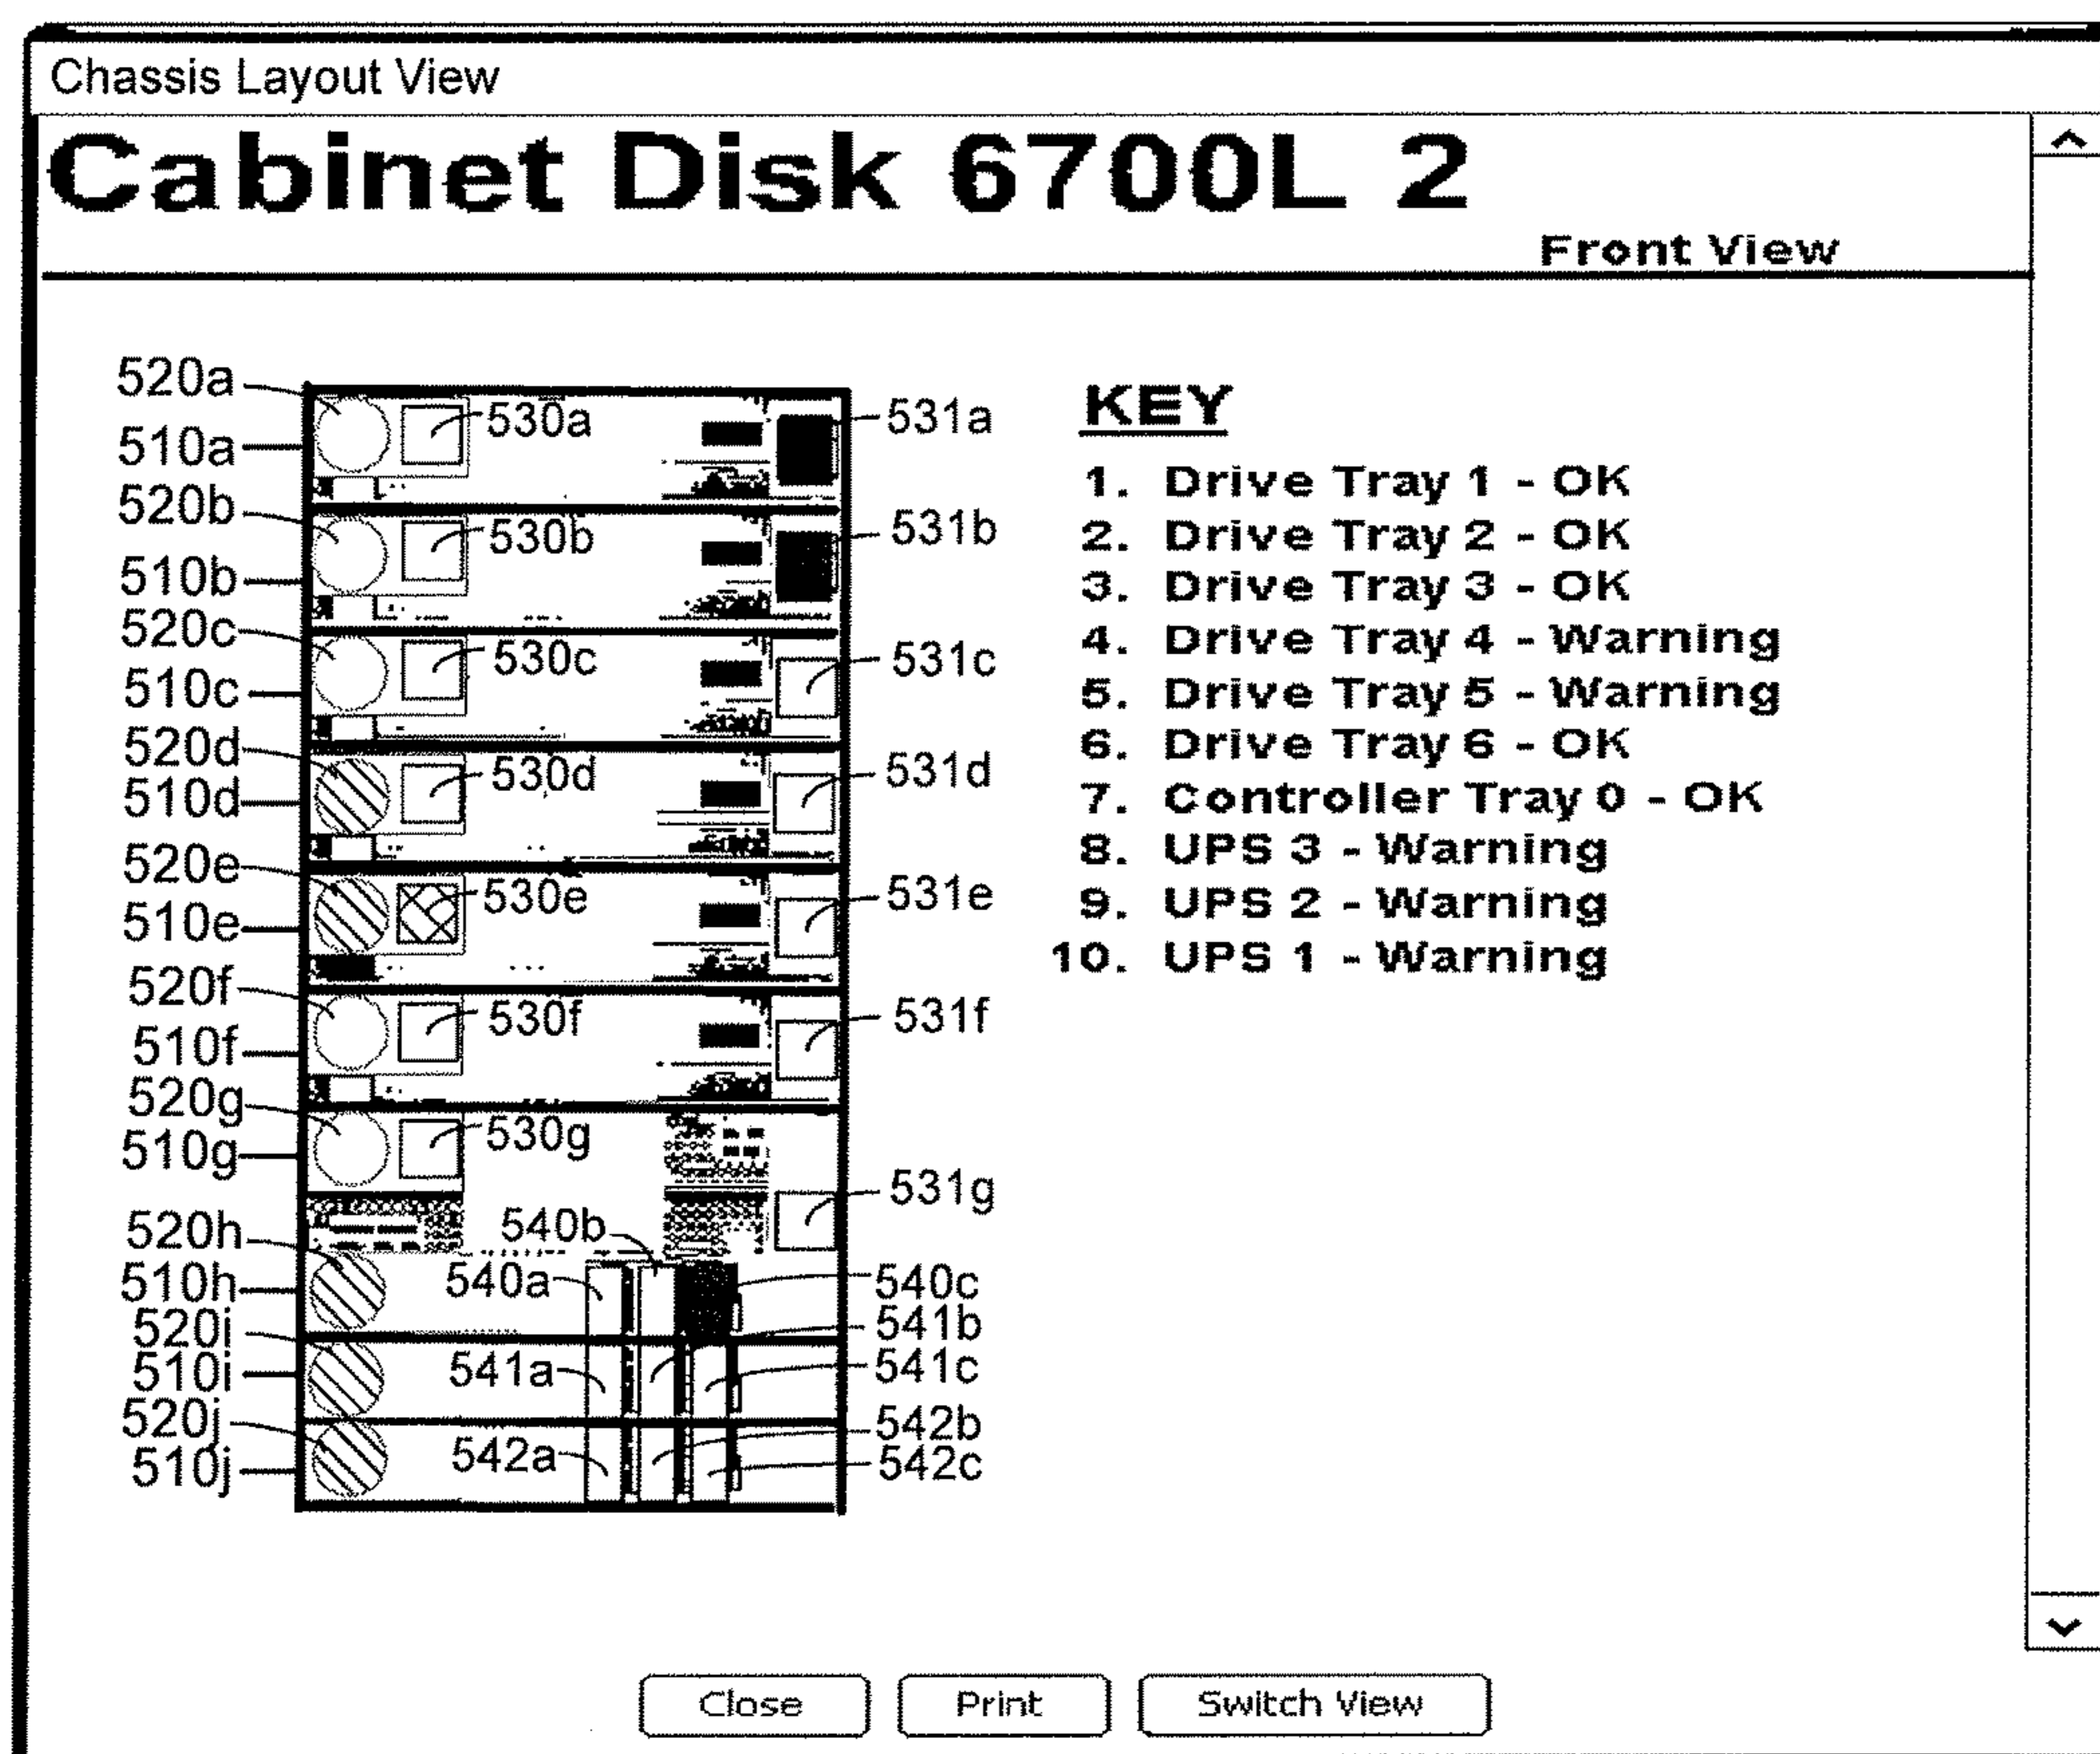 Chassis Layout View
Cabinet Disk 6700L 2
Front View
520a
530a
531a
510a
520b
530b
531b
510b
520c
530c
531c
510c
520d
530d
531d
510d
520e
530e
531e
510e
520f
530f
531f
510f
520g
530g
510g
531g
520h
540b
510h
540a
540c
520i
541b
510i
541a
541c
520j
542b
510j
542a
542c
KEY
1. Drive Tray 1 - OK
2. Drive Tray 2 - OK
3. Drive Tray 3 - OK
4. Drive Tray 4 - Warning
5. Drive Tray 5 - Warning
6. Drive Tray 6 - OK
7. Controller Tray 0 - OK
8. UPS 3 - Warning
9. UPS 2 - Warning
10. UPS 1 - Warning
Close
Print
Switch View